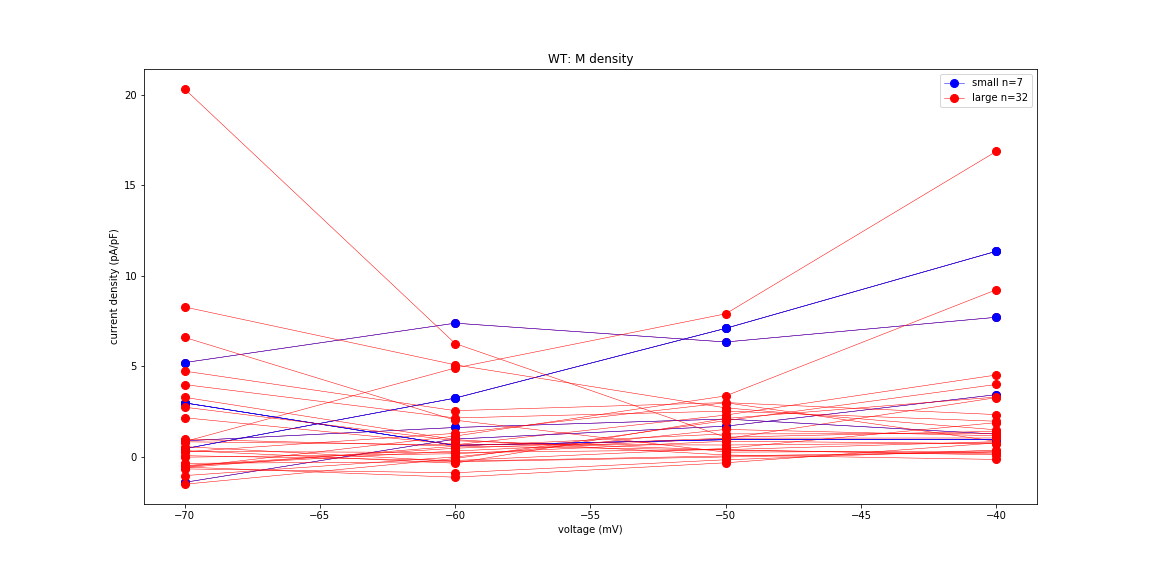 WT: M density
small n=7
large n=32
20
15
10
5
0
current density (pA/pF)
−70
−65
−60
−55
−50
−45
−40
voltage (mV)